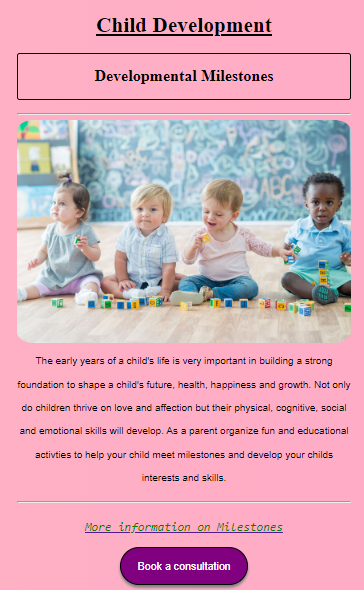 Child Development
Developmental Milestones
The early years of a child's life is very important in building a strong
foundation to shape a child's future, health, happiness and growth. Not only
do children thrive on love and affection but their physical, cognitive, social
and emotional skills will develop. As a parent organize fun and educational
activties to help your child meet milestones and develop your childs
interests and skills.
More information on Milestones
Book a consultation